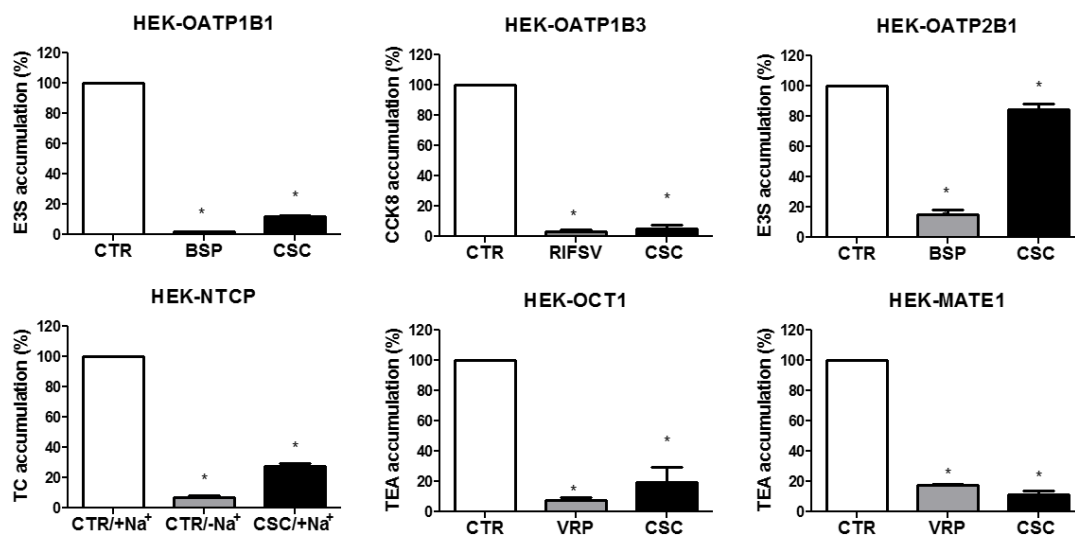 HEK-OATP1B1
E3S accumulation (%)
120
100
80
60
40
20
0
*
*
CTR
BSP
CSC
HEK-OATP1B3
CCK8 accumulation (%)
120
100
80
60
40
20
0
*
*
CTR
RIFSV
CSC
HEK-OATP2B1
E3S accumulation (%)
120
100
80
60
40
20
0
*
*
CTR
BSP
CSC
HEK-NTCP
TC accumulation (%)
120
100
80
60
40
20
0
*
*
CTR/+Na⁺
CTR/-Na⁺
CSC/+Na⁺
HEK-OCT1
TEA accumulation (%)
120
100
80
60
40
20
0
*
*
CTR
VRP
CSC
HEK-MATE1
TEA accumulation (%)
120
100
80
60
40
20
0
*
*
CTR
VRP
CSC